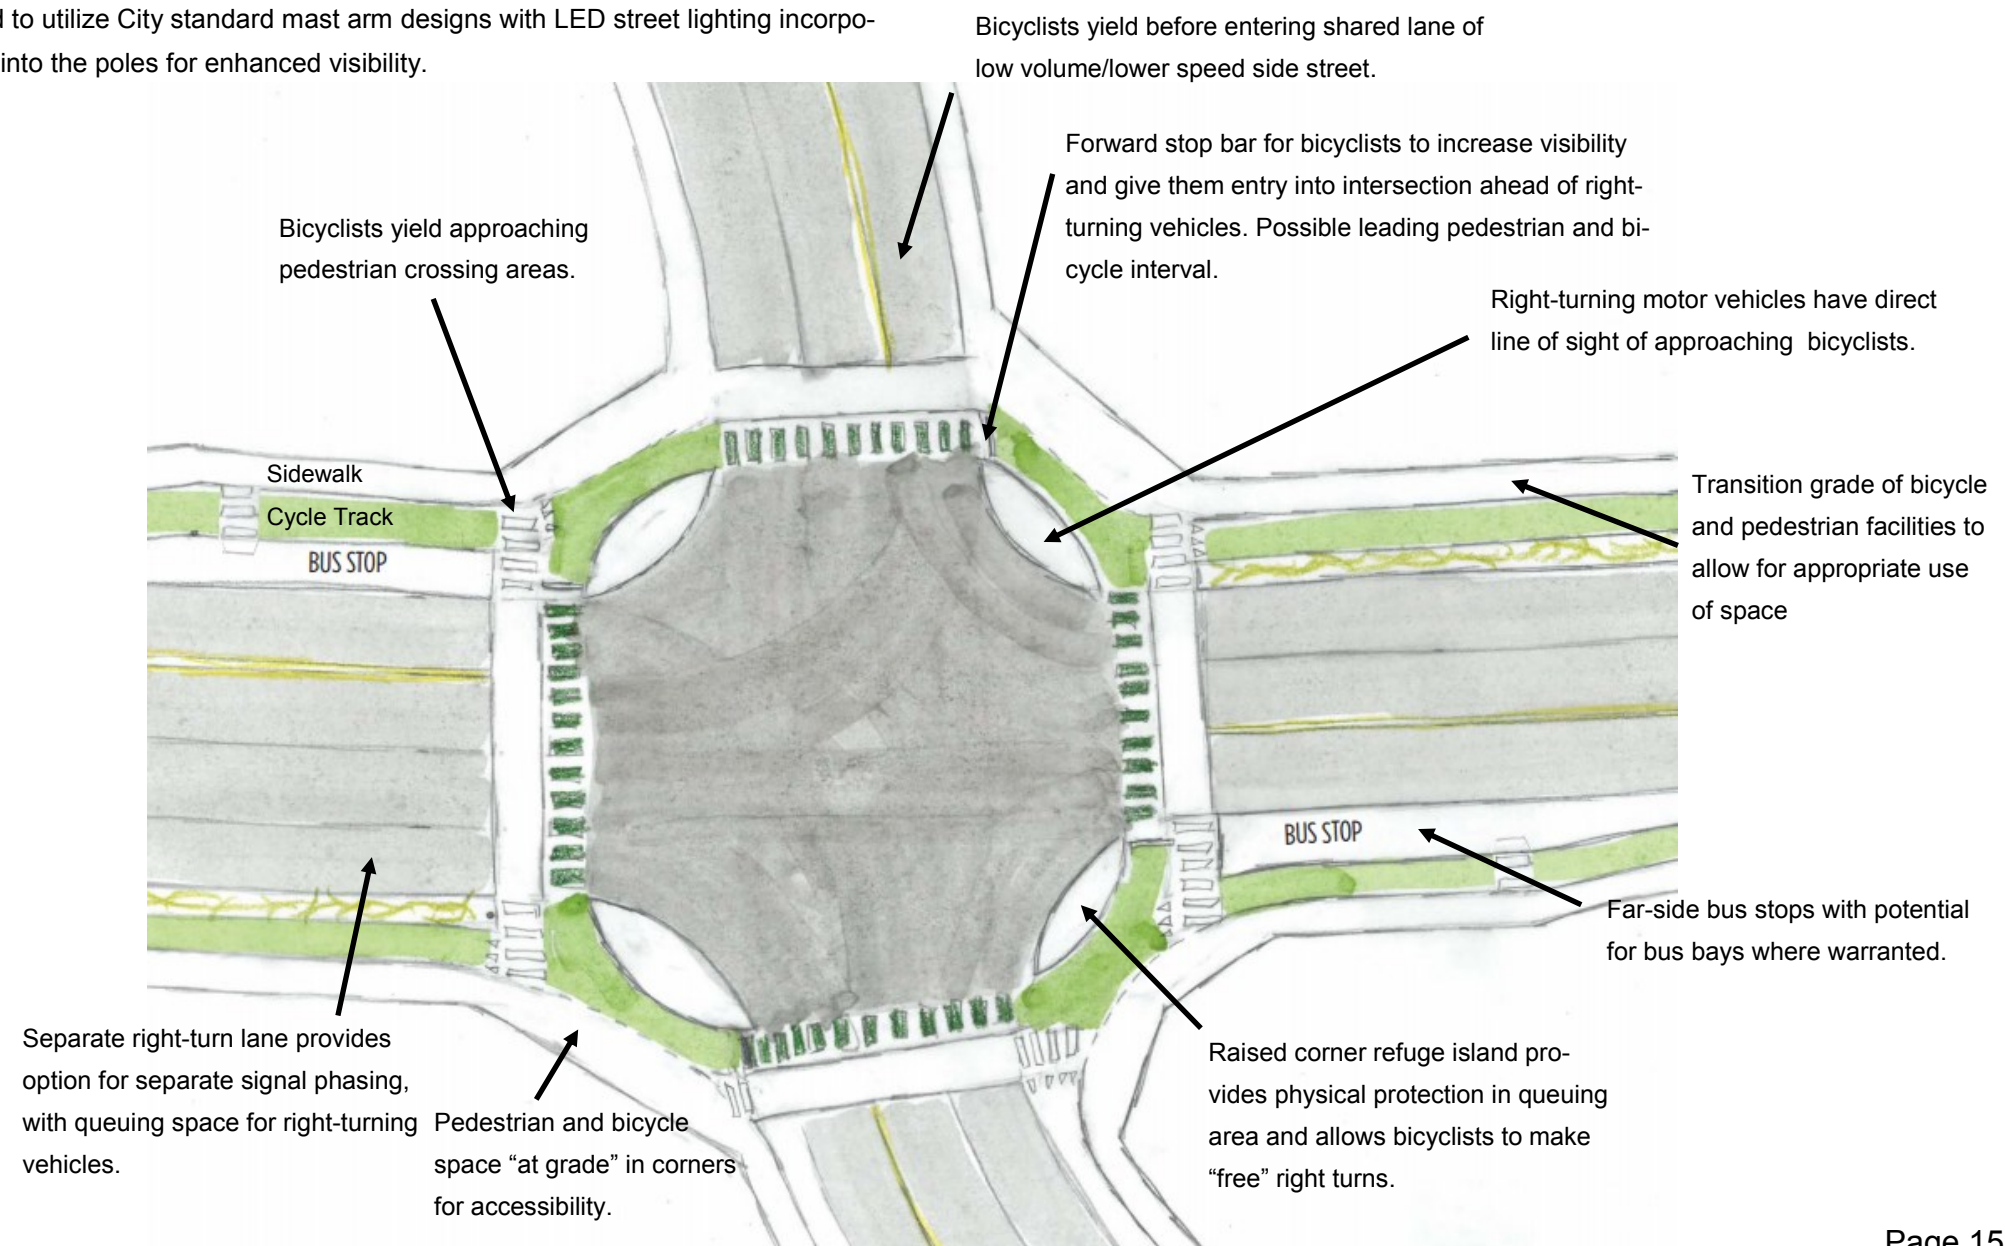 d to utilize City standard mast arm designs with LED street lighting incorpo-
into the poles for enhanced visibility.
Bicyclists yield before entering shared lane of
low volume/lower speed side street.
Forward stop bar for bicyclists to increase visibility
and give them entry into intersection ahead of right-
turning vehicles. Possible leading pedestrian and bi-
cycle interval.
Bicyclists yield approaching
pedestrian crossing areas.
Right-turning motor vehicles have direct
line of sight of approaching bicyclists.
Sidewalk
Cycle Track
BUS STOP
Transition grade of bicycle
and pedestrian facilities to
allow for appropriate use
of space
BUS STOP
Far-side bus stops with potential
for bus bays where warranted.
Separate right-turn lane provides
option for separate signal phasing,
with queuing space for right-turning
vehicles.
Pedestrian and bicycle
space “at grade” in corners
for accessibility.
Raised corner refuge island pro-
vides physical protection in queuing
area and allows bicyclists to make
“free” right turns.
Page 15